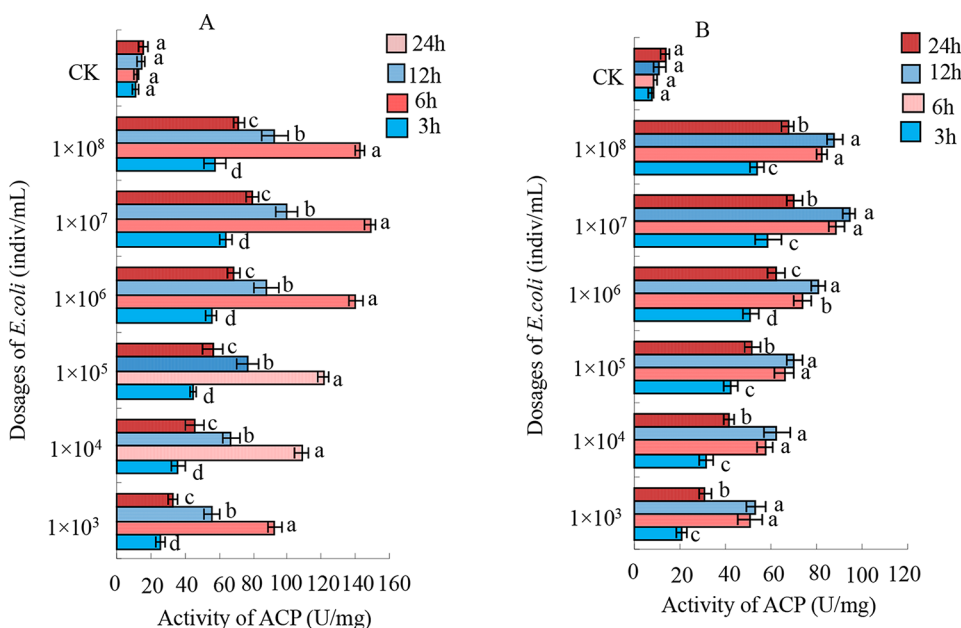 A
24h
12h
6h
3h
CK
a
a
a
a
1×10⁸
c
b
a
d
1×10⁷
c
b
a
d
1×10⁶
c
b
a
d
1×10⁵
c
b
a
d
1×10⁴
c
b
a
d
1×10³
c
b
a
d
0 20 40 60 80 100 120 140 160
Activity of ACP (U/mg)
Dosages of E.coli (indiv/mL)
B
24h
12h
6h
3h
CK
a
a
a
a
1×10⁸
b
a
a
c
1×10⁷
b
a
a
c
1×10⁶
c
a
b
d
1×10⁵
b
a
a
c
1×10⁴
b
a
a
c
1×10³
b
a
a
c
0 20 40 60 80 100 120
Activity of ACP (U/mg)
Dosages of E.coli (indiv/mL)